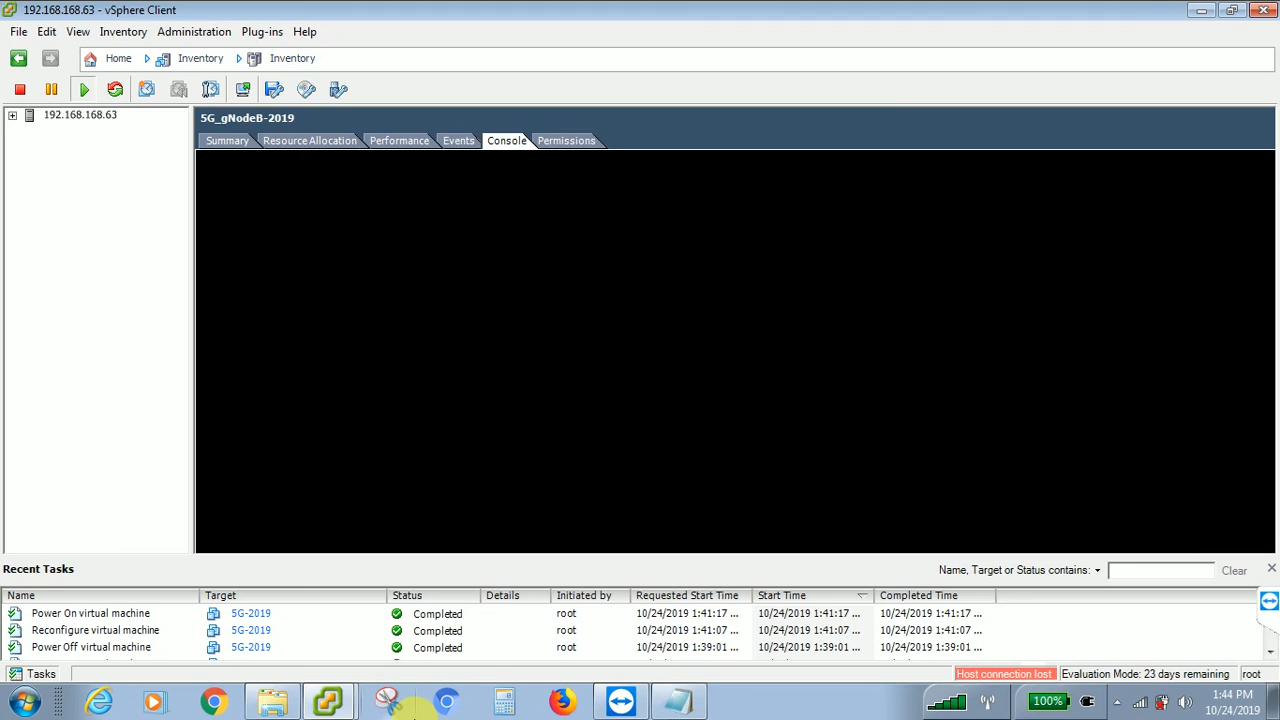 192.168.168.63 - vSphere Client
File Edit View Inventory Administration Plug-ins Help
Home Inventory Inventory
192.168.168.63
5G_gNodeB-2019
Summary Resource Allocation Performance Events Console Permissions
Recent Tasks
Name, Target or Status contains: Clear
Name Target Status Details Initiated by Requested Start Time Start Time Completed Time
Power On virtual machine 5G-2019 Completed root 10/24/2019 1:41:17 ... 10/24/2019 1:41:17 ... 10/24/2019 1:41:17 ...
Reconfigure virtual machine 5G-2019 Completed root 10/24/2019 1:41:07 ... 10/24/2019 1:41:07 ... 10/24/2019 1:41:07 ...
Power Off virtual machine 5G-2019 Completed root 10/24/2019 1:39:01 ... 10/24/2019 1:39:01 ... 10/24/2019 1:39:01 ...
Tasks Host connection lost Evaluation Mode: 23 days remaining root
100% 1:44 PM
10/24/2019